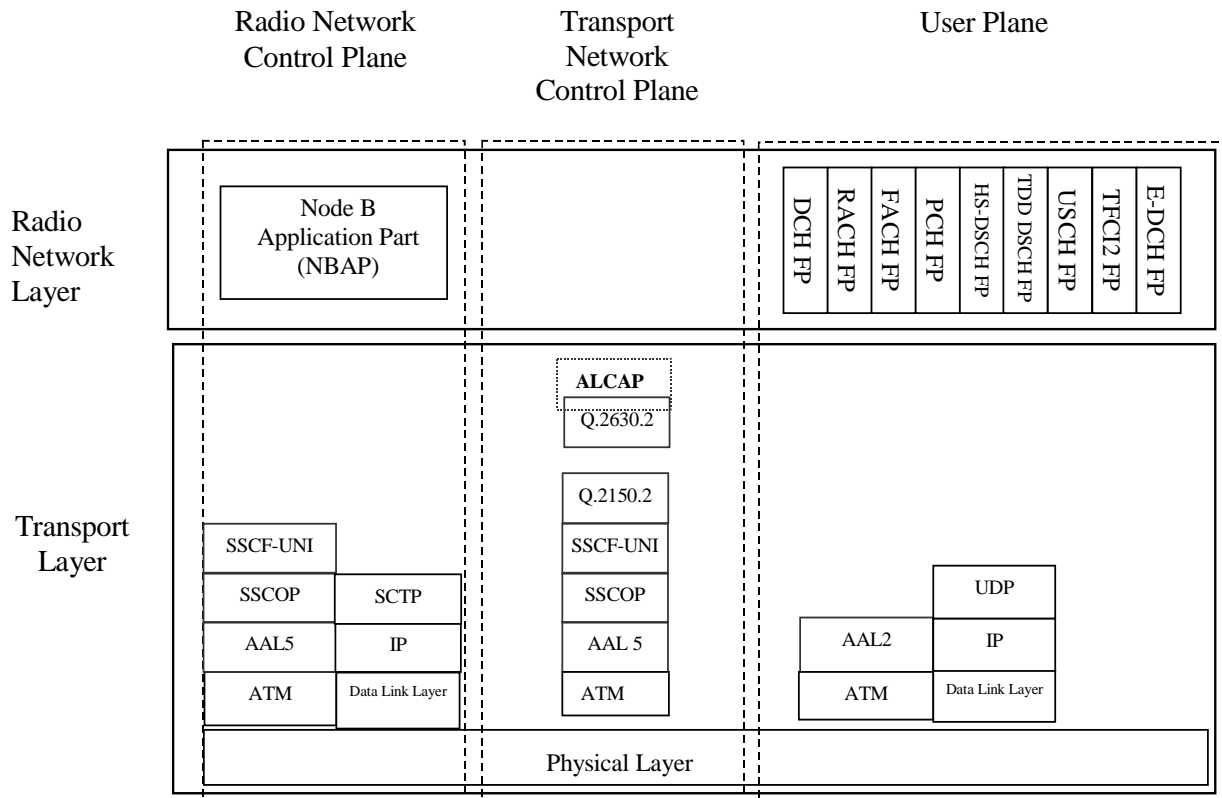 Radio Network
Control Plane
Transport
Network
Control Plane
User Plane
Radio
Network
Layer
Node B
Application Part
(NBAP)
DCH FP
RACH FP
FACH FP
PCH FP
HS-DSCH FP
TDD DSCH FP
USCH FP
TFCI2 FP
E-DCH FP
Transport
Layer
SSCF-UNI
SSCOP
AAL5
ATM
SCTP
IP
Data Link Layer
ALCAP
Q.2630.2
Q.2150.2
SSCF-UNI
SSCOP
AAL 5
ATM
AAL2
ATM
UDP
IP
Data Link Layer
Physical Layer